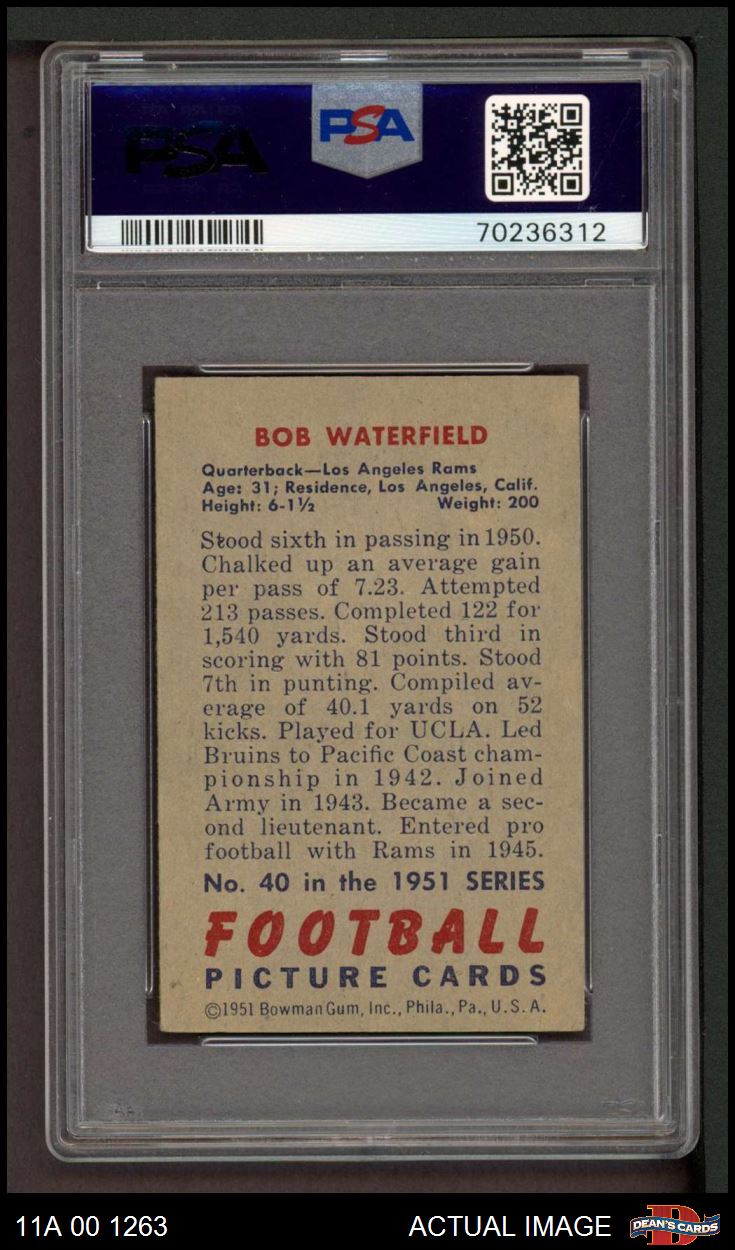 PSA
PSA
70236312
BOB WATERFIELD
Quarterback—Los Angeles Rams
Age: 31; Residence, Los Angeles, Calif.
Height: 6-1½ Weight: 200
Stood sixth in passing in 1950.
Chalked up an average gain
per pass of 7.23. Attempted
213 passes. Completed 122 for
1,540 yards. Stood third in
scoring with 81 points. Stood
7th in punting. Compiled av-
erage of 40.1 yards on 52
kicks. Played for UCLA. Led
Bruins to Pacific Coast cham-
pionship in 1942. Joined
Army in 1943. Became a sec-
ond lieutenant. Entered pro
football with Rams in 1945.
No. 40 in the 1951 SERIES
FOOTBALL
PICTURE CARDS
©1951 Bowman Gum, Inc., Phila., Pa., U.S.A.
11A 00 1263 ACTUAL IMAGE
DEAN'S CARDS